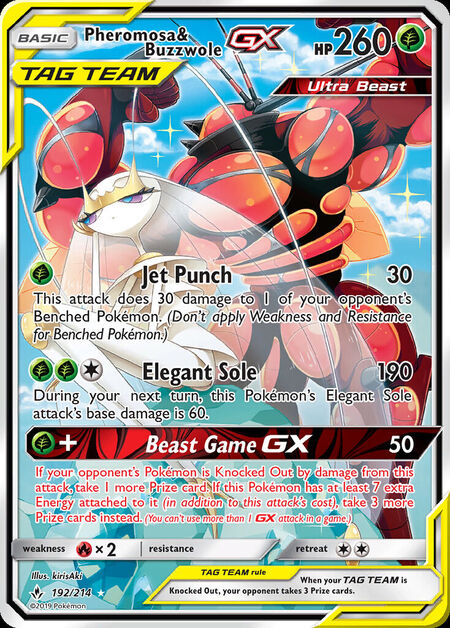 BASIC
Pheromosa&
Buzzwole GX
HP260
TAG TEAM
Ultra Beast
Jet Punch 30
This attack does 30 damage to 1 of your opponent's
Benched Pokémon. (Don't apply Weakness and Resistance
for Benched Pokémon.)
Elegant Sole 190
During your next turn, this Pokémon's Elegant Sole
attack's base damage is 60.
+ Beast Game GX 50
If your opponent's Pokémon is Knocked Out by damage from this
attack, take 1 more Prize card. If this Pokémon has at least 7 extra
Energy attached to it (in addition to this attack's cost), take 3 more
Prize cards instead. (You can't use more than 1 GX attack in a game.)
weakness ×2 resistance retreat
Illus. kirisAki
192/214
©2019 Pokémon
TAG TEAM rule
When your TAG TEAM is
Knocked Out, your opponent takes 3 Prize cards.